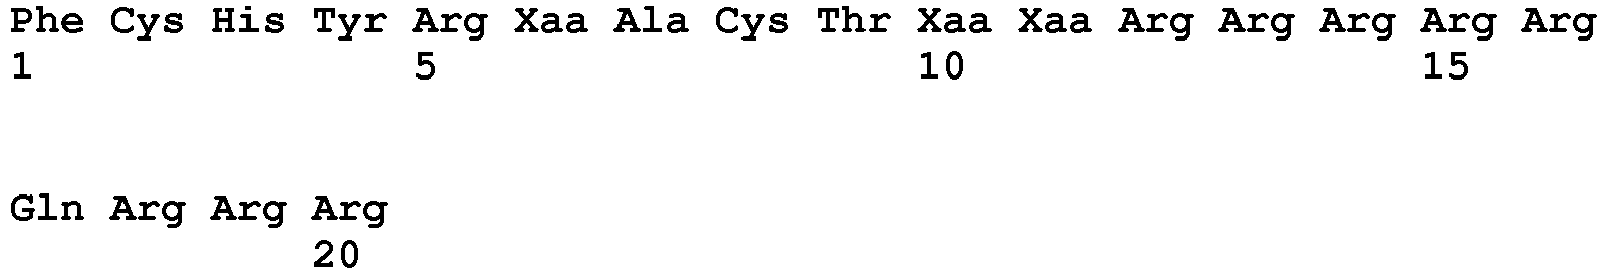 Phe Cys His Tyr Arg Xaa Ala Cys Thr Xaa Xaa Arg Arg Arg Arg Arg
1 5 10 15
Gln Arg Arg Arg
20